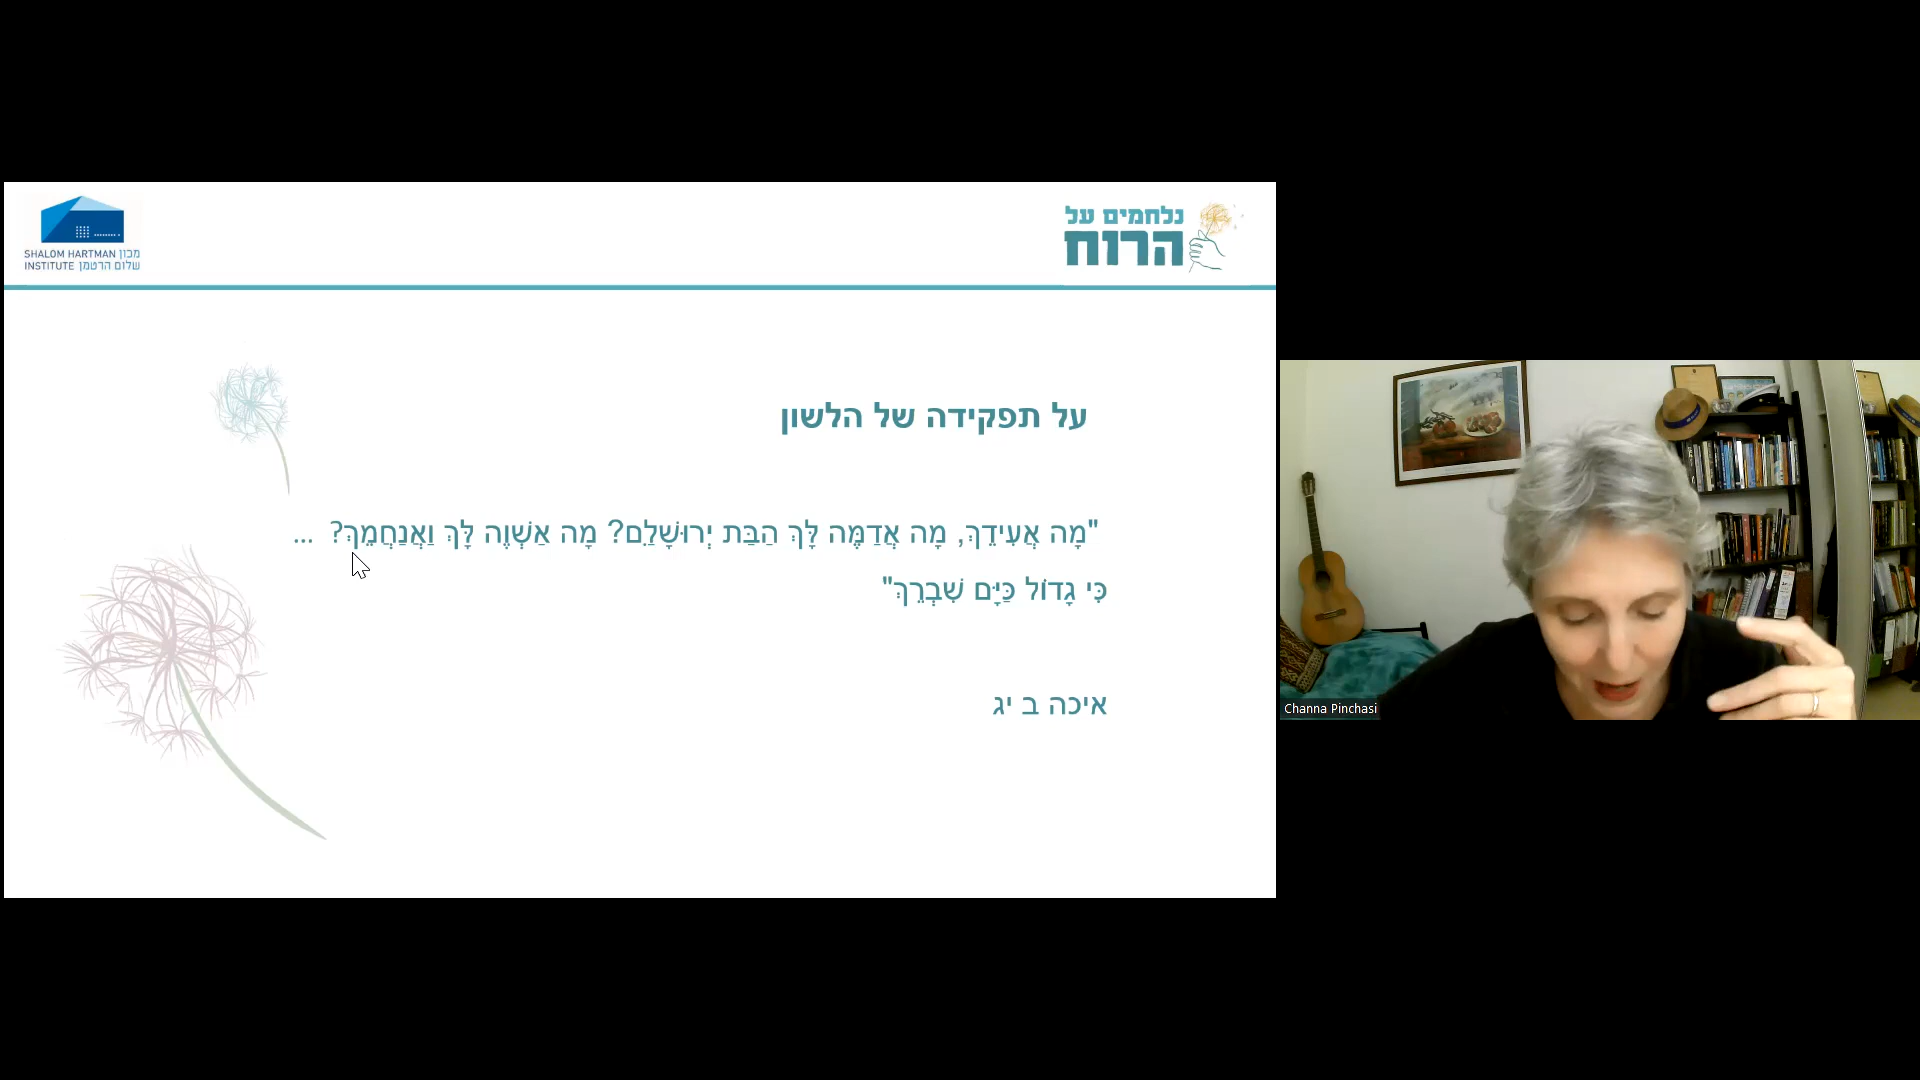 SHALOM HARTMAN מכון
INSTITUTE שלום הרטמן
נלחמים על
הרוח
על תפקידה של הלשון
"מָה אֲעִידֵךְ, מָה אֲדַמֶּה לָּךְ הַבַּת יְרוּשָׁלִַם? מָה אַשְׁוֶה לָּךְ וַאֲנַחֲמֵךְ? ...
כִּי גָדוֹל כַּיָּם שִׁבְרֵךְ"
איכה ב יג
Channa Pinchasi